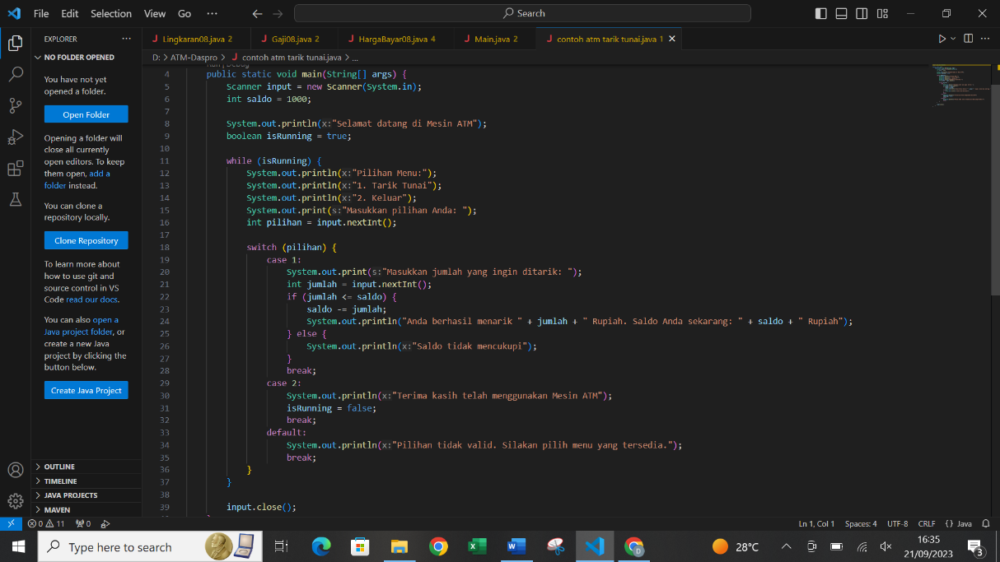 File Edit Selection View Go ... Search
EXPLORER ...
Lingkaran08.java 2 Gaji08.java 2 HargaBayar08.java 4 Main.java 2 contoh atm tarik tunai.java 1
NO FOLDER OPENED
D: > ATM-Daspro > contoh atm tarik tunai.java > ...
You have not yet
opened a folder.
Open Folder
Opening a folder will
close all currently
open editors. To keep
them open, add a
folder instead.
You can clone a
repository locally.
Clone Repository
To learn more about
how to use git and
source control in VS
Code read our docs.
You can also open a
Java project folder, or
create a new Java
project by clicking the
button below.
Create Java Project
OUTLINE
TIMELINE
JAVA PROJECTS
MAVEN
4 public static void main(String[] args) {
5 Scanner input = new Scanner(System.in);
6 int saldo = 1000;
7
8 System.out.println(x:"Selamat datang di Mesin ATM");
9 boolean isRunning = true;
10
11 while (isRunning) {
12 System.out.println(x:"Pilihan Menu:");
13 System.out.println(x:"1. Tarik Tunai");
14 System.out.println(x:"2. Keluar");
15 System.out.print(s:"Masukkan pilihan Anda: ");
16 int pilihan = input.nextInt();
17
18 switch (pilihan) {
19 case 1:
20 System.out.print(s:"Masukkan jumlah yang ingin ditarik: ");
21 int jumlah = input.nextInt();
22 if (jumlah <= saldo) {
23 saldo -= jumlah;
24 System.out.println("Anda berhasil menarik " + jumlah + " Rupiah. Saldo Anda sekarang: " + saldo + " Rupiah");
25 } else {
26 System.out.println(x:"Saldo tidak mencukupi");
27 }
28 break;
29 case 2:
30 System.out.println(x:"Terima kasih telah menggunakan Mesin ATM");
31 isRunning = false;
32 break;
33 default:
34 System.out.println(x:"Pilihan tidak valid. Silakan pilih menu yang tersedia.");
35 break;
36 }
37 }
38
39 input.close();
0 11 0 Ln 1, Col 1 Spaces: 4 UTF-8 CRLF {} Java
Type here to search 28°C 16:35
21/09/2023 3